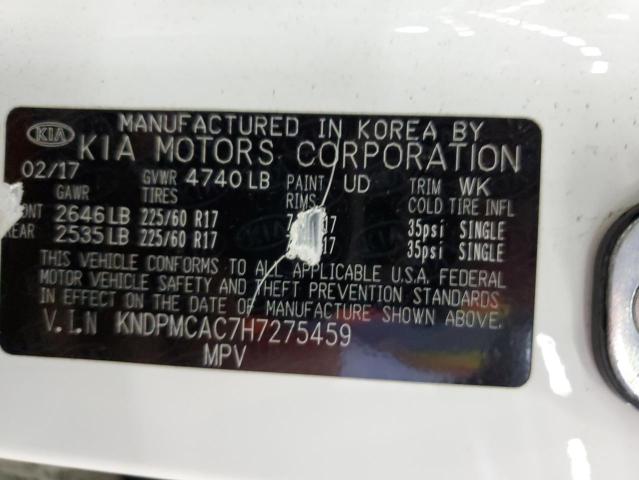 KIA MANUFACTURED IN KOREA BY
KIA MOTORS CORPORATION
02/17 GVWR 4740 LB PAINT UD TRIM WK
GAWR TIRES RIMS COLD TIRE INFL
2646 LB 225/60 R17 35psi SINGLE
2535 LB 225/60 R17 35psi SINGLE
THIS VEHICLE CONFORMS TO ALL APPLICABLE U.S.A. FEDERAL
MOTOR VEHICLE SAFETY AND THEFT PREVENTION STANDARDS
IN EFFECT ON THE DATE OF MANUFACTURE SHOWN ABOVE.
V.I.N KNDPMCAC7H7275459
MPV